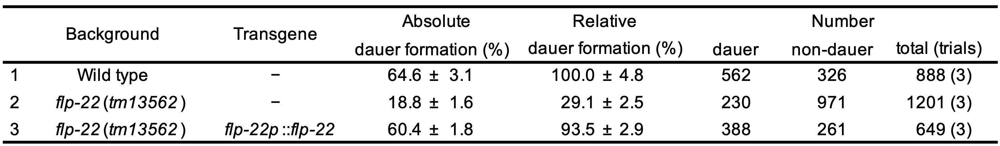 Background Transgene Absolute dauer formation (%) Relative dauer formation (%) Number dauer non-dauer total (trials)
1 Wild type − 64.6 ± 3.1 100.0 ± 4.8 562 326 888 (3)
2 flp-22 (tm13562 ) − 18.8 ± 1.6 29.1 ± 2.5 230 971 1201 (3)
3 flp-22 (tm13562 ) flp-22p ::flp-22 60.4 ± 1.8 93.5 ± 2.9 388 261 649 (3)